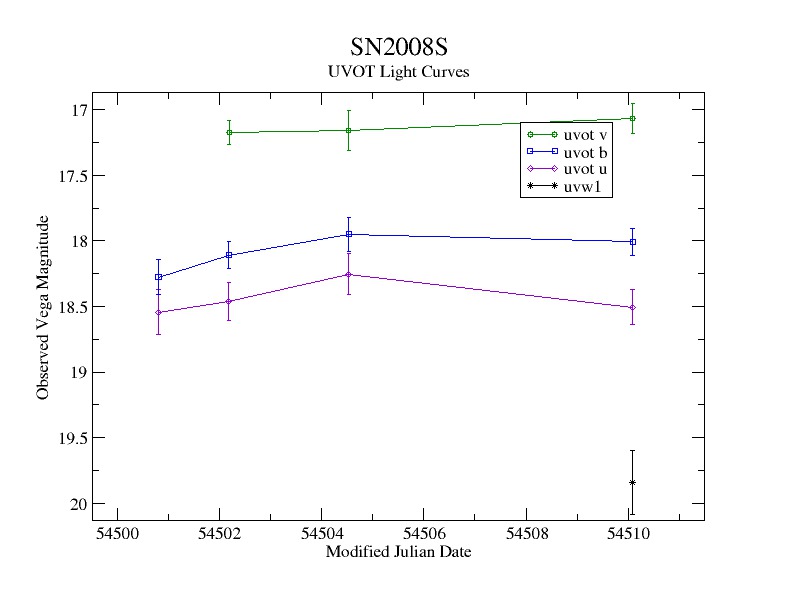 SN2008S
UVOT Light Curves
17
17.5
18
18.5
19
19.5
20
Observed Vega Magnitude
uvot v
uvot b
uvot u
uvw1
54500 54502 54504 54506 54508 54510
Modified Julian Date